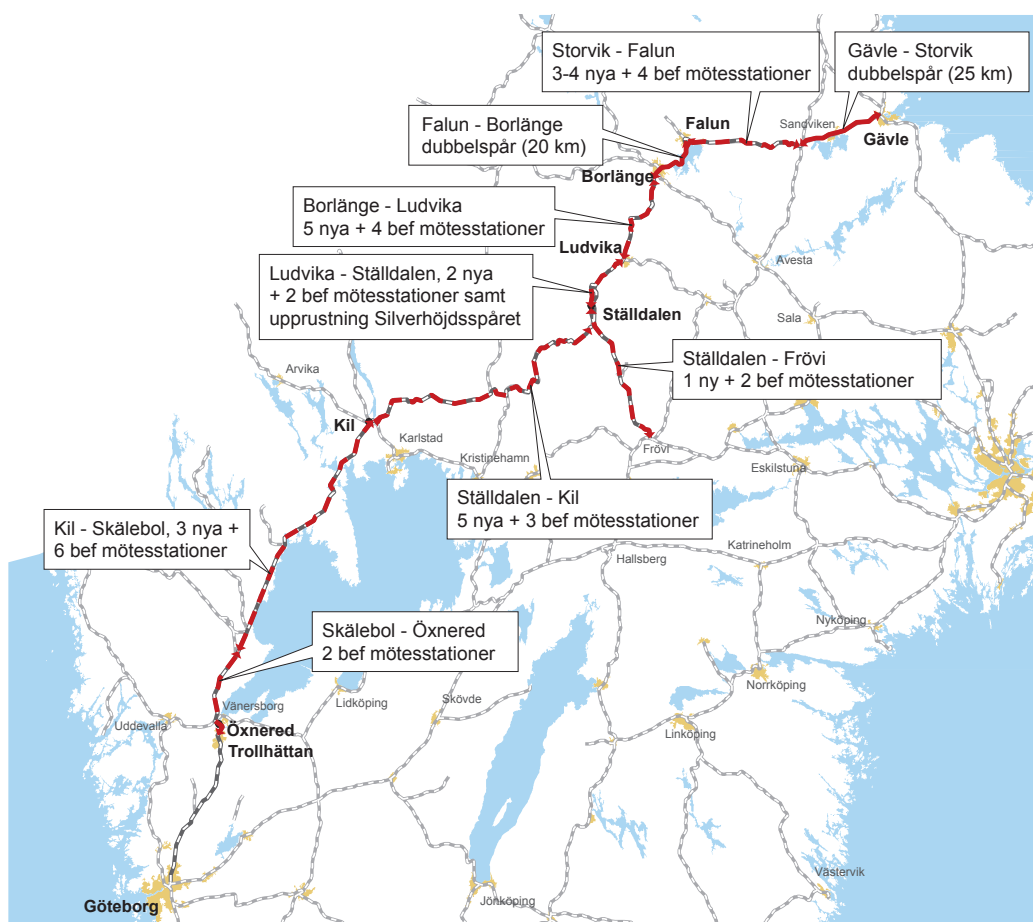 Storvik - Falun
3-4 nya + 4 bef mötesstationer
Gävle - Storvik
dubbelspår (25 km)
Falun - Borlänge
dubbelspår (20 km)
Falun
Sandviken
Gävle
Borlänge
Borlänge - Ludvika
5 nya + 4 bef mötesstationer
Ludvika
Avesta
Ludvika - Ställdalen, 2 nya
+ 2 bef mötesstationer samt
upprustning Silverhöjdsspåret
Ställdalen
Sala
Ställdalen - Frövi
1 ny + 2 bef mötesstationer
Arvika
Kil
Karlstad
Kristinehamn
Frövi
Eskilstuna
Ställdalen - Kil
5 nya + 3 bef mötesstationer
Kil - Skälebol, 3 nya +
6 bef mötesstationer
Hallsberg
Katrineholm
Nyköping
Skälebol - Öxnered
2 bef mötesstationer
Norrköping
Vänersborg
Lidköping
Skövde
Uddevalla
Öxnered
Trollhättan
Linköping
Västervik
Göteborg
Jönköping